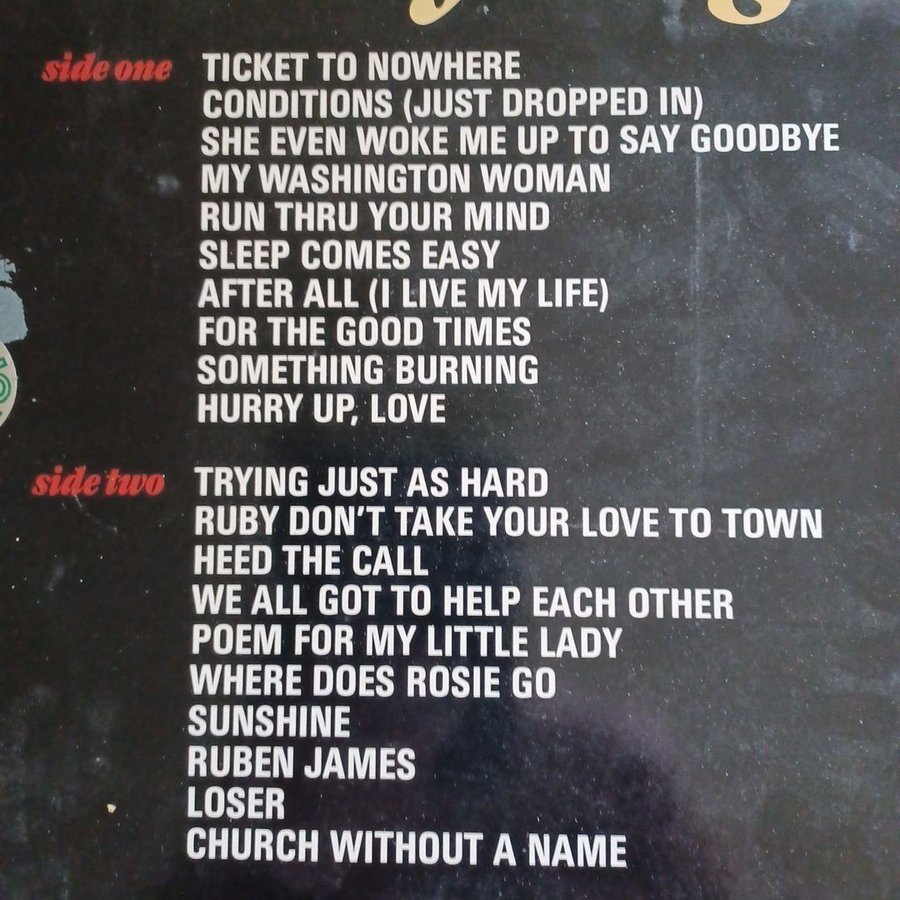 side one
TICKET TO NOWHERE
CONDITIONS (JUST DROPPED IN)
SHE EVEN WOKE ME UP TO SAY GOODBYE
MY WASHINGTON WOMAN
RUN THRU YOUR MIND
SLEEP COMES EASY
AFTER ALL (I LIVE MY LIFE)
FOR THE GOOD TIMES
SOMETHING BURNING
HURRY UP, LOVE
side two
TRYING JUST AS HARD
RUBY DON'T TAKE YOUR LOVE TO TOWN
HEED THE CALL
WE ALL GOT TO HELP EACH OTHER
POEM FOR MY LITTLE LADY
WHERE DOES ROSIE GO
SUNSHINE
RUBEN JAMES
LOSER
CHURCH WITHOUT A NAME